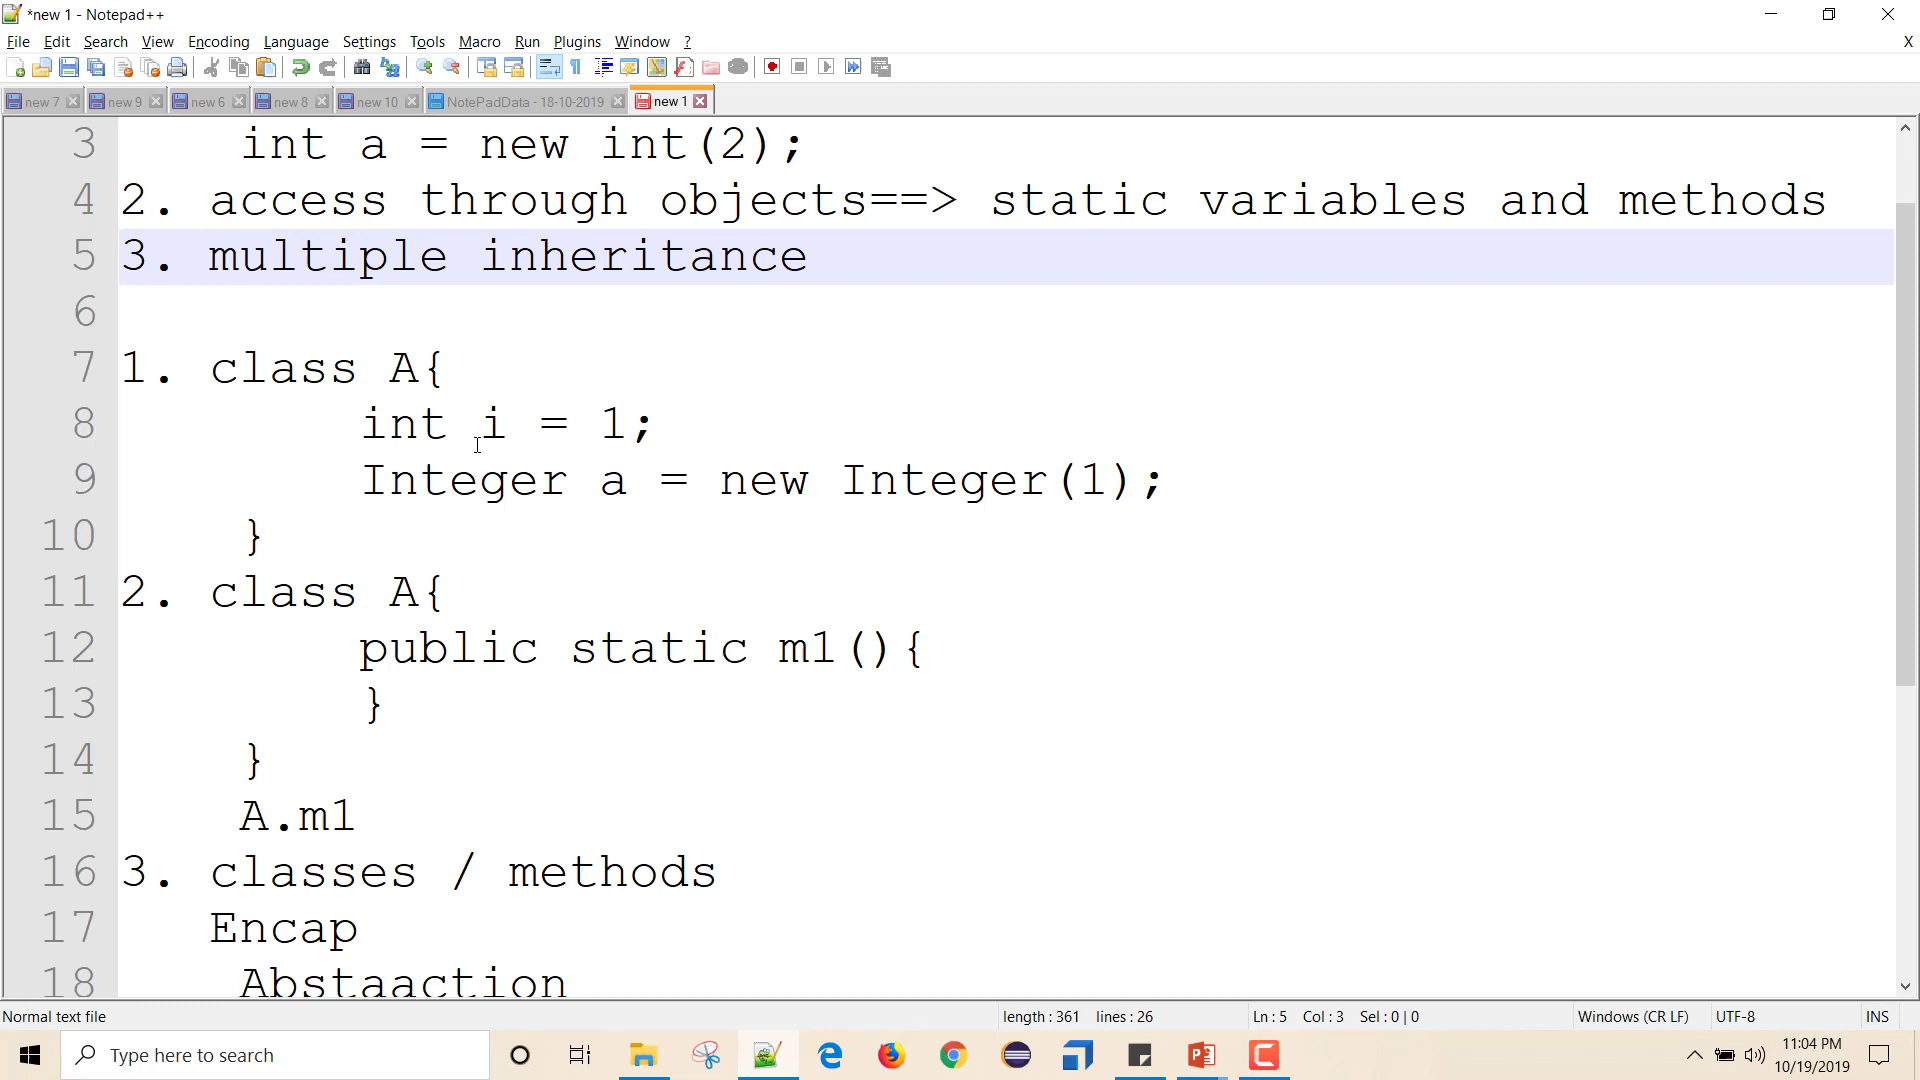 *new 1 - Notepad++
File Edit Search View Encoding Language Settings Tools Macro Run Plugins Window ? X
new 7 new 9 new 6 new 8 new 10 NotePadData - 18-10-2019 new 1
3 int a = new int(2);
4 2. access through objects==> static variables and methods
5 3. multiple inheritance
6
7 1. class A{
8 int i = 1;
9 Integer a = new Integer(1);
10 }
11 2. class A{
12 public static m1(){
13 }
14 }
15 A.m1
16 3. classes / methods
17 Encap
18 Abstaaction
Normal text file length : 361 lines : 26 Ln : 5 Col : 3 Sel : 0 | 0 Windows (CR LF) UTF-8 INS
Type here to search
11:04 PM
10/19/2019